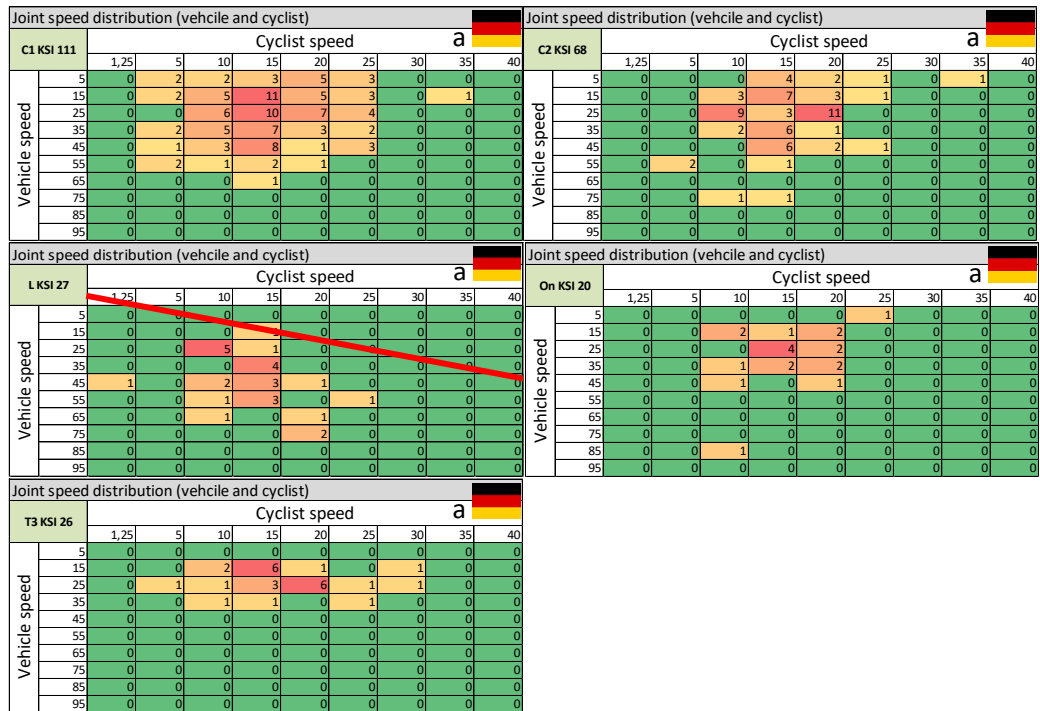 Joint speed distribution (vehcile and cyclist)
C1 KSI 111
Cyclist speed
a
1,25 5 10 15 20 25 30 35 40
Vehicle speed
5 0 2 2 3 5 3 0 0 0
15 0 2 5 11 5 3 0 1 0
25 0 0 6 10 7 4 0 0 0
35 0 2 5 7 3 2 0 0 0
45 0 1 3 8 1 3 0 0 0
55 0 2 1 2 1 0 0 0 0
65 0 0 0 1 0 0 0 0 0
75 0 0 0 0 0 0 0 0 0
85 0 0 0 0 0 0 0 0 0
95 0 0 0 0 0 0 0 0 0
Joint speed distribution (vehcile and cyclist)
C2 KSI 68
Cyclist speed
a
1,25 5 10 15 20 25 30 35 40
Vehicle speed
5 0 0 0 4 2 1 0 1 0
15 0 0 3 7 3 1 0 0 0
25 0 0 9 3 11 0 0 0 0
35 0 0 2 6 1 0 0 0 0
45 0 0 0 6 2 1 0 0 0
55 0 2 0 1 0 0 0 0 0
65 0 0 0 0 0 0 0 0 0
75 0 0 1 1 0 0 0 0 0
85 0 0 0 0 0 0 0 0 0
95 0 0 0 0 0 0 0 0 0
Joint speed distribution (vehcile and cyclist)
L KSI 27
Cyclist speed
a
1,25 5 10 15 20 25 30 35 40
Vehicle speed
5 0 0 0 0 0 0 0 0 0
15 0 0 0 1 0 0 0 0 0
25 0 0 5 1 0 0 0 0 0
35 0 0 0 4 0 0 0 0 0
45 1 0 2 3 1 0 0 0 0
55 0 0 1 3 0 1 0 0 0
65 0 0 1 0 1 0 0 0 0
75 0 0 0 0 2 0 0 0 0
85 0 0 0 0 0 0 0 0 0
95 0 0 0 0 0 0 0 0 0
Joint speed distribution (vehcile and cyclist)
On KSI 20
Cyclist speed
a
1,25 5 10 15 20 25 30 35 40
Vehicle speed
5 0 0 0 0 0 1 0 0 0
15 0 0 2 1 2 0 0 0 0
25 0 0 0 4 2 0 0 0 0
35 0 0 1 2 2 0 0 0 0
45 0 0 1 0 1 0 0 0 0
55 0 0 0 0 0 0 0 0 0
65 0 0 0 0 0 0 0 0 0
75 0 0 0 0 0 0 0 0 0
85 0 0 1 0 0 0 0 0 0
95 0 0 0 0 0 0 0 0 0
Joint speed distribution (vehcile and cyclist)
T3 KSI 26
Cyclist speed
a
1,25 5 10 15 20 25 30 35 40
Vehicle speed
5 0 0 0 0 0 0 0 0 0
15 0 0 2 6 1 0 1 0 0
25 0 1 1 3 6 1 1 0 0
35 0 0 1 1 0 1 0 0 0
45 0 0 0 0 0 0 0 0 0
55 0 0 0 0 0 0 0 0 0
65 0 0 0 0 0 0 0 0 0
75 0 0 0 0 0 0 0 0 0
85 0 0 0 0 0 0 0 0 0
95 0 0 0 0 0 0 0 0 0